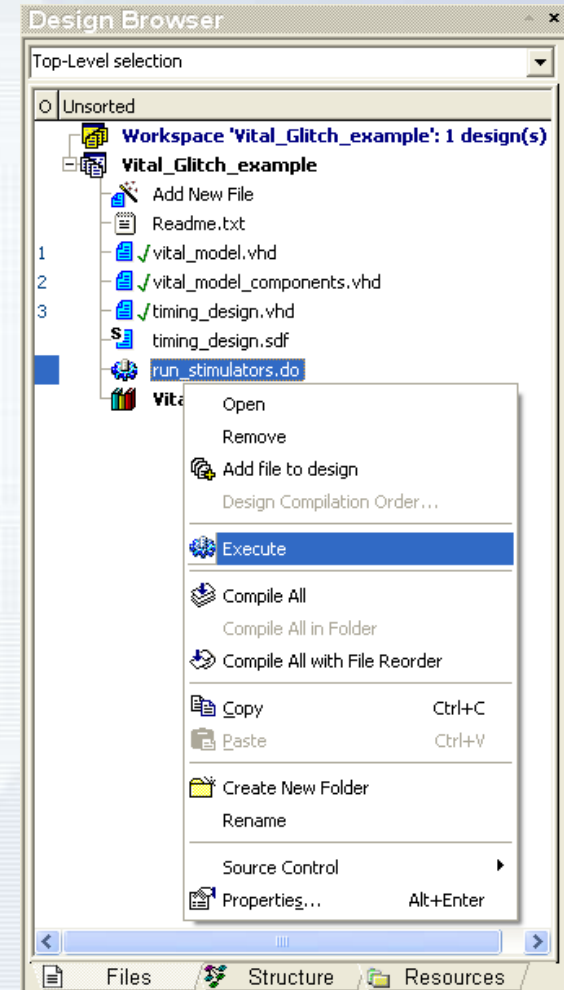 Design Browser
Top-Level selection
O Unsorted
Workspace 'Vital_Glitch_example': 1 design(s)
Vital_Glitch_example
Add New File
Readme.txt
1 vital_model.vhd
2 vital_model_components.vhd
3 timing_design.vhd
timing_design.sdf
run_stimulators.do
Open
Remove
Add file to design
Design Compilation Order...
Execute
Compile All
Compile All in Folder
Compile All with File Reorder
Copy Ctrl+C
Paste Ctrl+V
Create New Folder
Rename
Source Control
Properties... Alt+Enter
Files Structure Resources